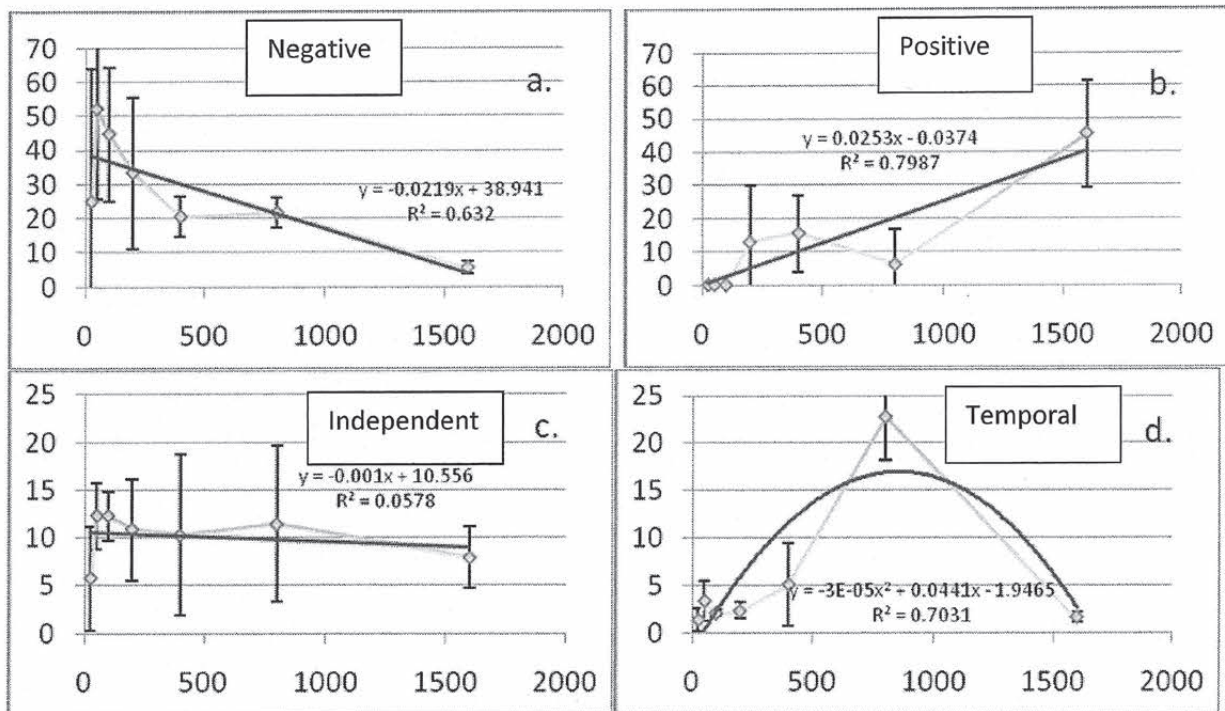 Negative
a.
70
60
50
40
30
20
10
0
y = -0.0219x + 38.941
R² = 0.632
0 500 1000 1500 2000
Positive
b.
70
60
50
40
30
20
10
0
y = 0.0253x - 0.0374
R² = 0.7987
0 500 1000 1500 2000
Independent
c.
25
20
15
10
5
0
y = -0.001x + 10.556
R² = 0.0578
0 500 1000 1500 2000
Temporal
d.
25
20
15
10
5
0
y = -3E-05x² + 0.0441x - 1.9465
R² = 0.7031
0 500 1000 1500 2000